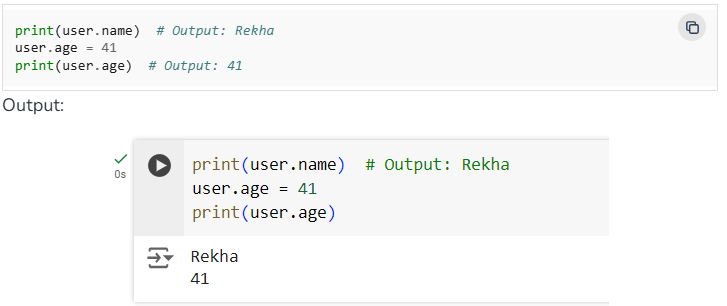 print(user.name)  # Output: Rekha
user.age = 41
print(user.age)  # Output: 41
Output:
print(user.name)  # Output: Rekha
0s
user.age = 41
print(user.age)
Rekha
41